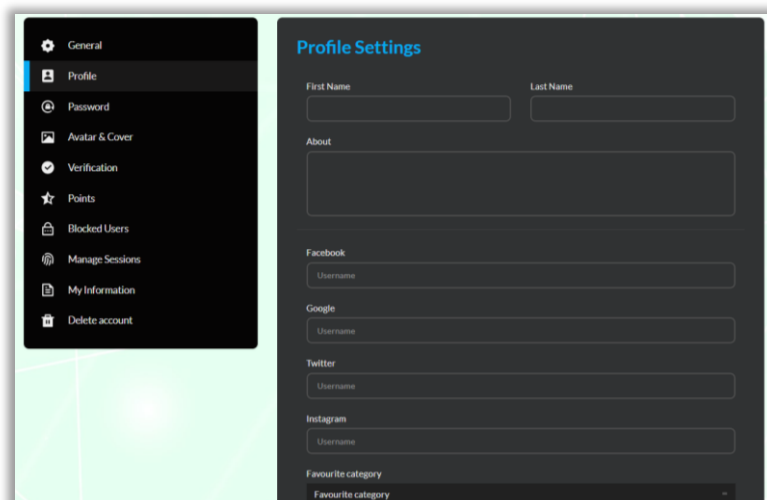 General
Profile
Password
Avatar & Cover
Verification
Points
Blocked Users
Manage Sessions
My Information
Delete account
Profile Settings
First Name Last Name
About
Facebook
Username
Google
Username
Twitter
Username
Instagram
Username
Favourite category
Favourite category